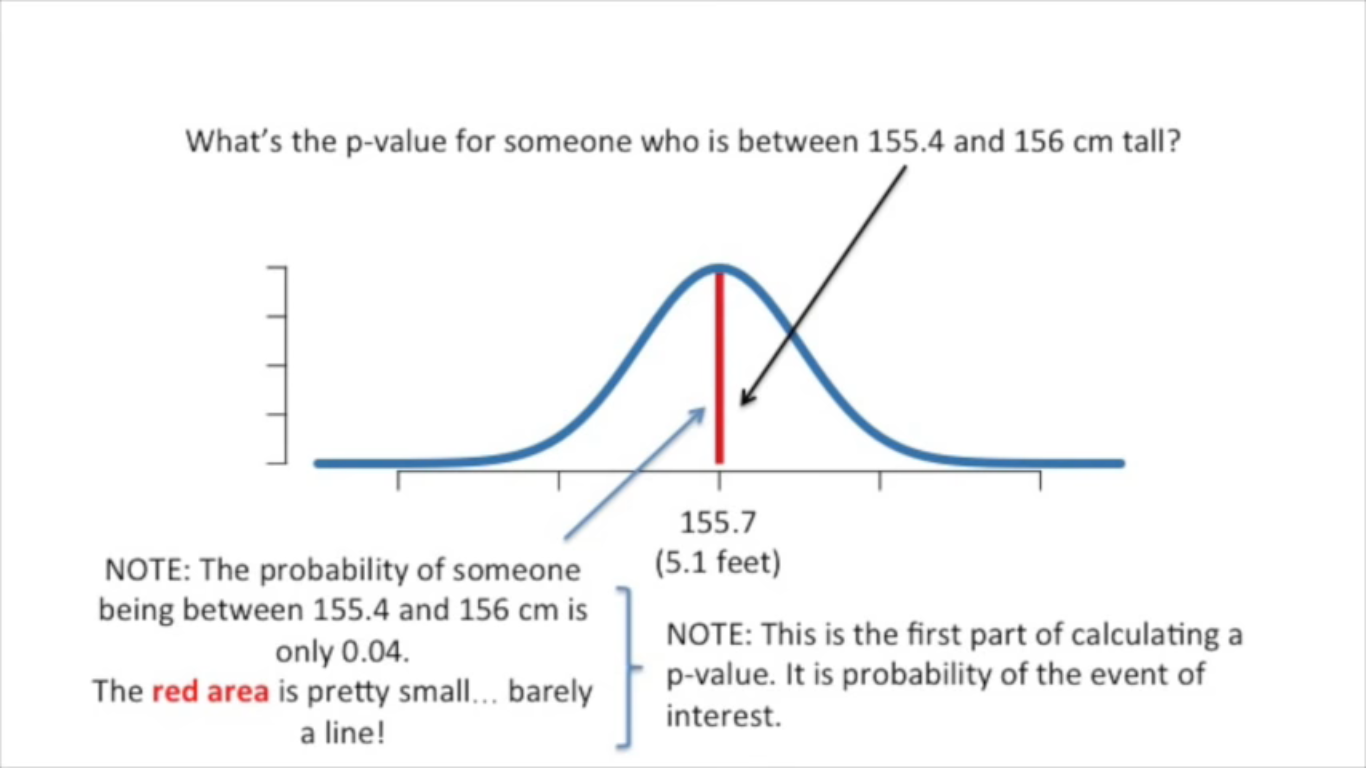 What's the p-value for someone who is between 155.4 and 156 cm tall?
155.7
(5.1 feet)
NOTE: The probability of someone
being between 155.4 and 156 cm is
only 0.04.
The red area is pretty small... barely
a line!
NOTE: This is the first part of calculating a
p-value. It is probability of the event of
interest.